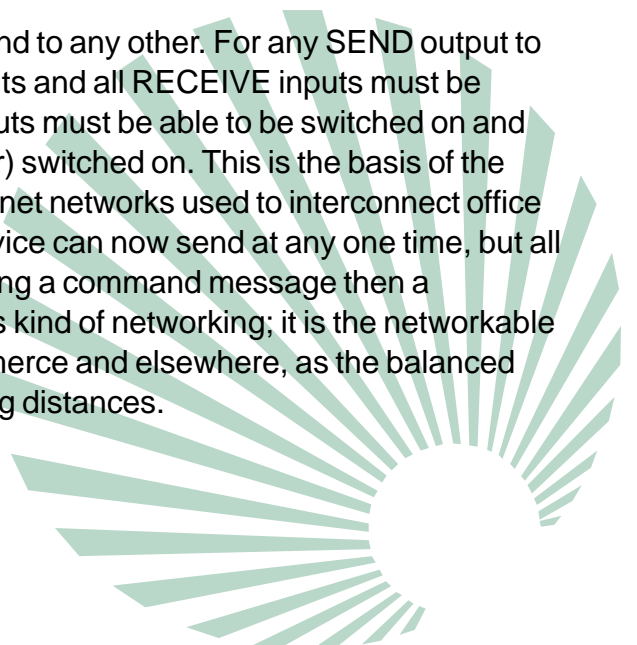 nd to any other. For any SEND output to
ts and all RECEIVE inputs must be
uts must be able to be switched on and
r) switched on. This is the basis of the
net networks used to interconnect office
vice can now send at any one time, but all
ng a command message then a
s kind of networking; it is the networkable
nerce and elsewhere, as the balanced
g distances.